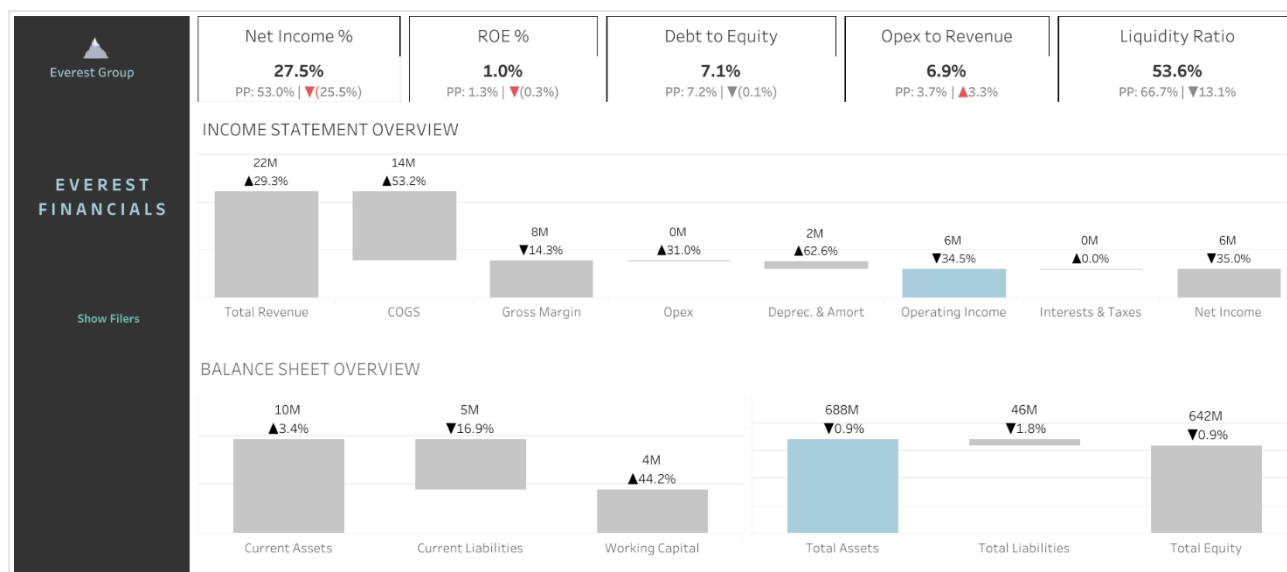 Everest Group
EVEREST
FINANCIALS
Show Filers
Net Income %
27.5%
PP: 53.0% | ▼(25.5%)
ROE %
1.0%
PP: 1.3% | ▼(0.3%)
Debt to Equity
7.1%
PP: 7.2% | ▼(0.1%)
Opex to Revenue
6.9%
PP: 3.7% | ▲3.3%
Liquidity Ratio
53.6%
PP: 66.7% | ▼13.1%
INCOME STATEMENT OVERVIEW
22M
▲29.3%
Total Revenue
14M
▲53.2%
COGS
8M
▼14.3%
Gross Margin
0M
▲31.0%
Opex
2M
▲62.6%
Deprec. & Amort
6M
▼34.5%
Operating Income
0M
▲0.0%
Interests & Taxes
6M
▼35.0%
Net Income
BALANCE SHEET OVERVIEW
10M
▲3.4%
Current Assets
5M
▼16.9%
Current Liabilities
4M
▲44.2%
Working Capital
688M
▼0.9%
Total Assets
46M
▼1.8%
Total Liabilities
642M
▼0.9%
Total Equity